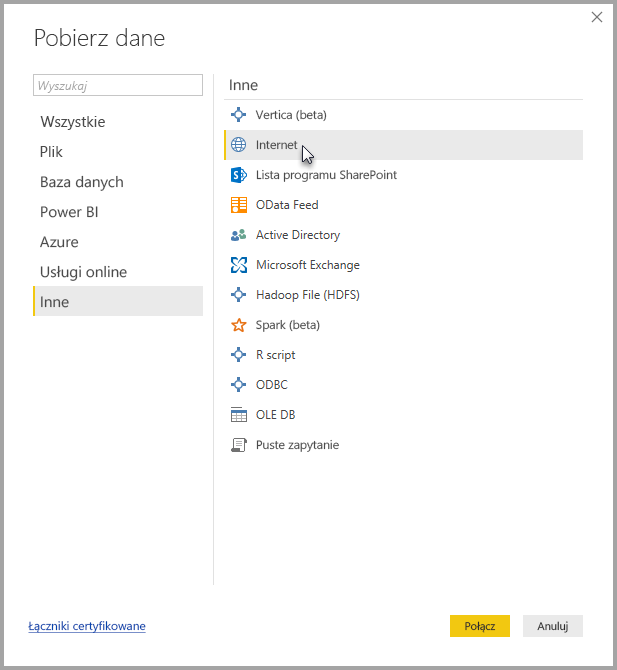 Pobierz dane
Wyszukaj
Wszystkie
Plik
Baza danych
Power BI
Azure
Usługi online
Inne
Inne
Vertica (beta)
Internet
Lista programu SharePoint
OData Feed
Active Directory
Microsoft Exchange
Hadoop File (HDFS)
Spark (beta)
R script
ODBC
OLE DB
Puste zapytanie
Łączniki certyfikowane
Połącz
Anuluj